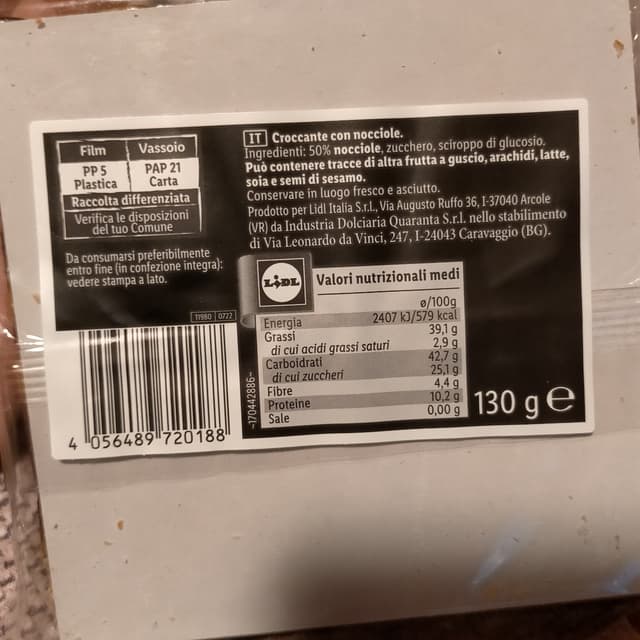 Film Vassoio
PP 5 PAP 21
Plastica Carta
Raccolta differenziata
Verifica le disposizioni
del tuo Comune
Da consumarsi preferibilmente
entro fine (in confezione integra):
vedere stampa a lato.
11980 0722
4 056489 720188
IT Croccante con nocciole.
Ingredienti: 50% nocciole, zucchero, sciroppo di glucosio.
Può contenere tracce di altra frutta a guscio, arachidi, latte,
soia e semi di sesamo.
Conservare in luogo fresco e asciutto.
Prodotto per Lidl Italia S.r.l., Via Augusto Ruffo 36, I-37040 Arcole
(VR) da Industria Dolciaria Quaranta S.r.l. nello stabilimento
di Via Leonardo da Vinci, 247, I-24043 Caravaggio (BG).
LIDL
Valori nutrizionali medi
ø/100g
Energia 2407 kJ/579 kcal
Grassi 39,1 g
di cui acidi grassi saturi 2,9 g
Carboidrati 42,7 g
di cui zuccheri 25,1 g
Fibre 4,4 g
Proteine 10,2 g
Sale 0,00 g
-170442886-
130 g e